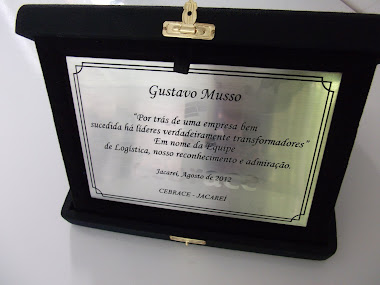 Gustavo Musso
"Por trás de uma empresa bem
sucedida há líderes verdadeiramente transformadores"
Em nome da Equipe
de Logística, nosso reconhecimento e admiração.
Jacareí, Agosto de 2012
CEBRACE - JACAREÍ